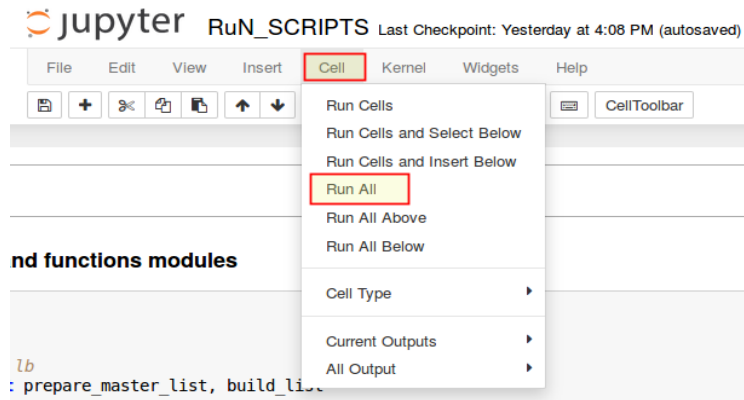 jupyter RuN_SCRIPTS Last Checkpoint: Yesterday at 4:08 PM (autosaved)
File Edit View Insert Cell Kernel Widgets Help
CellToolbar
Run Cells
Run Cells and Select Below
Run Cells and Insert Below
Run All
Run All Above
Run All Below
nd functions modules
Cell Type
Current Outputs
lb
All Output
prepare_master_list, build_list